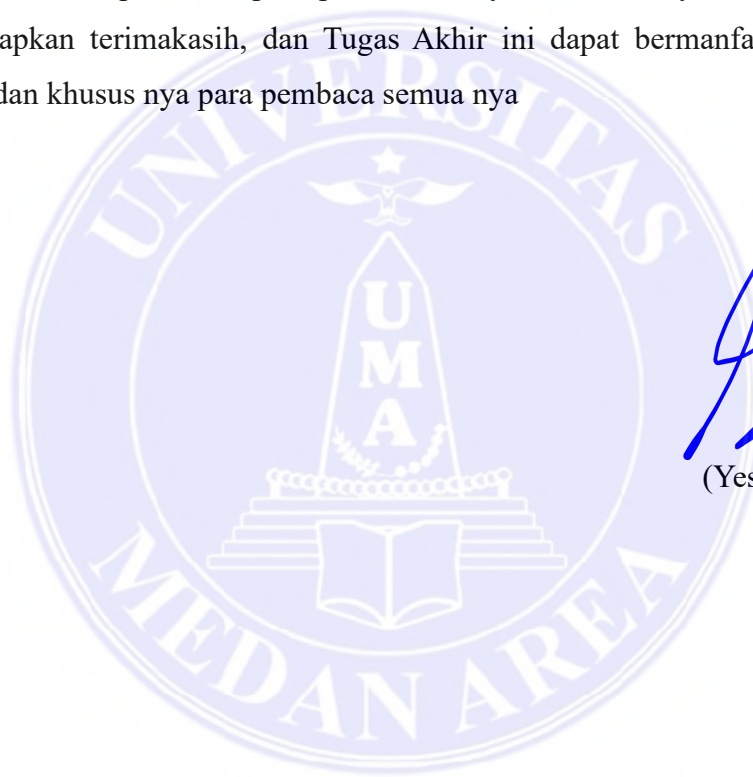 apkan terimakasih, dan Tugas Akhir ini dapat bermanfa
dan khusus nya para pembaca semua nya
UNIVERSITAS
UMA
(Yes
MEDAN AREA